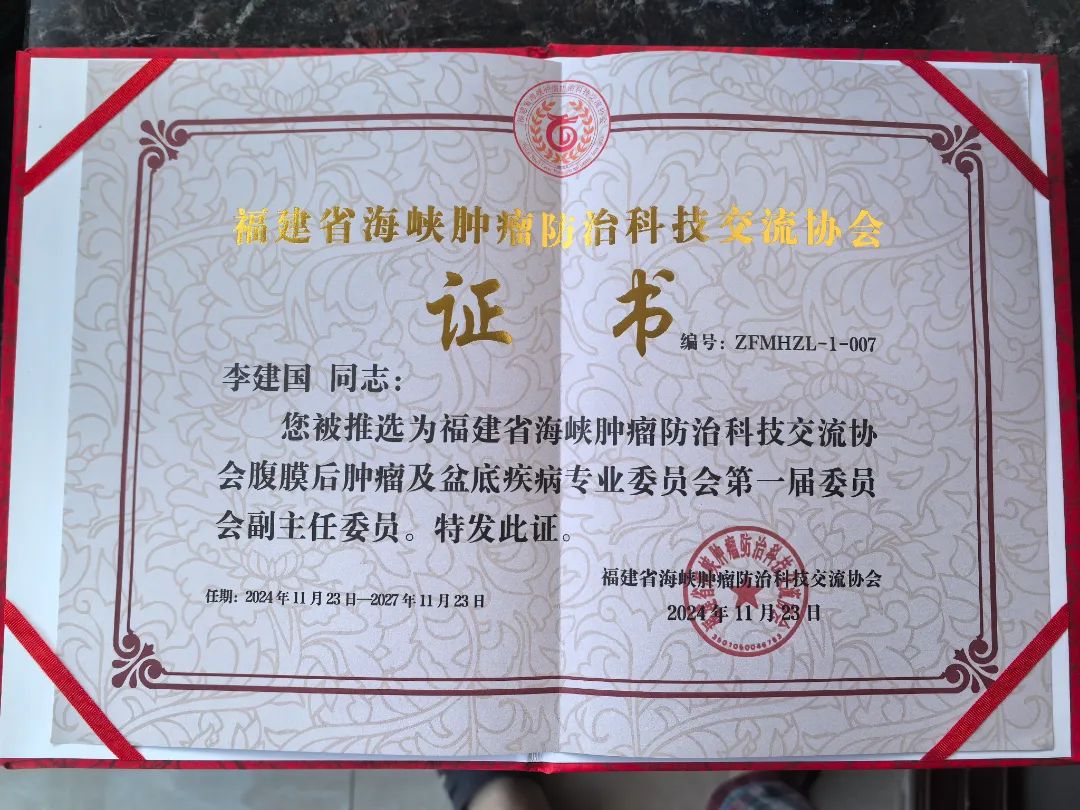 福建省海峡肿瘤防治科技交流协会
证书
编号：ZFMHZL-1-007
李建国 同志：
您被推选为福建省海峡肿瘤防治科技交流协
会腹膜后肿瘤及盆底疾病专业委员会第一届委员
会副主任委员。特发此证。
福建省海峡肿瘤防治科技交流协会
任期：2024年11月23日—2027年11月23日
2024年11月23日